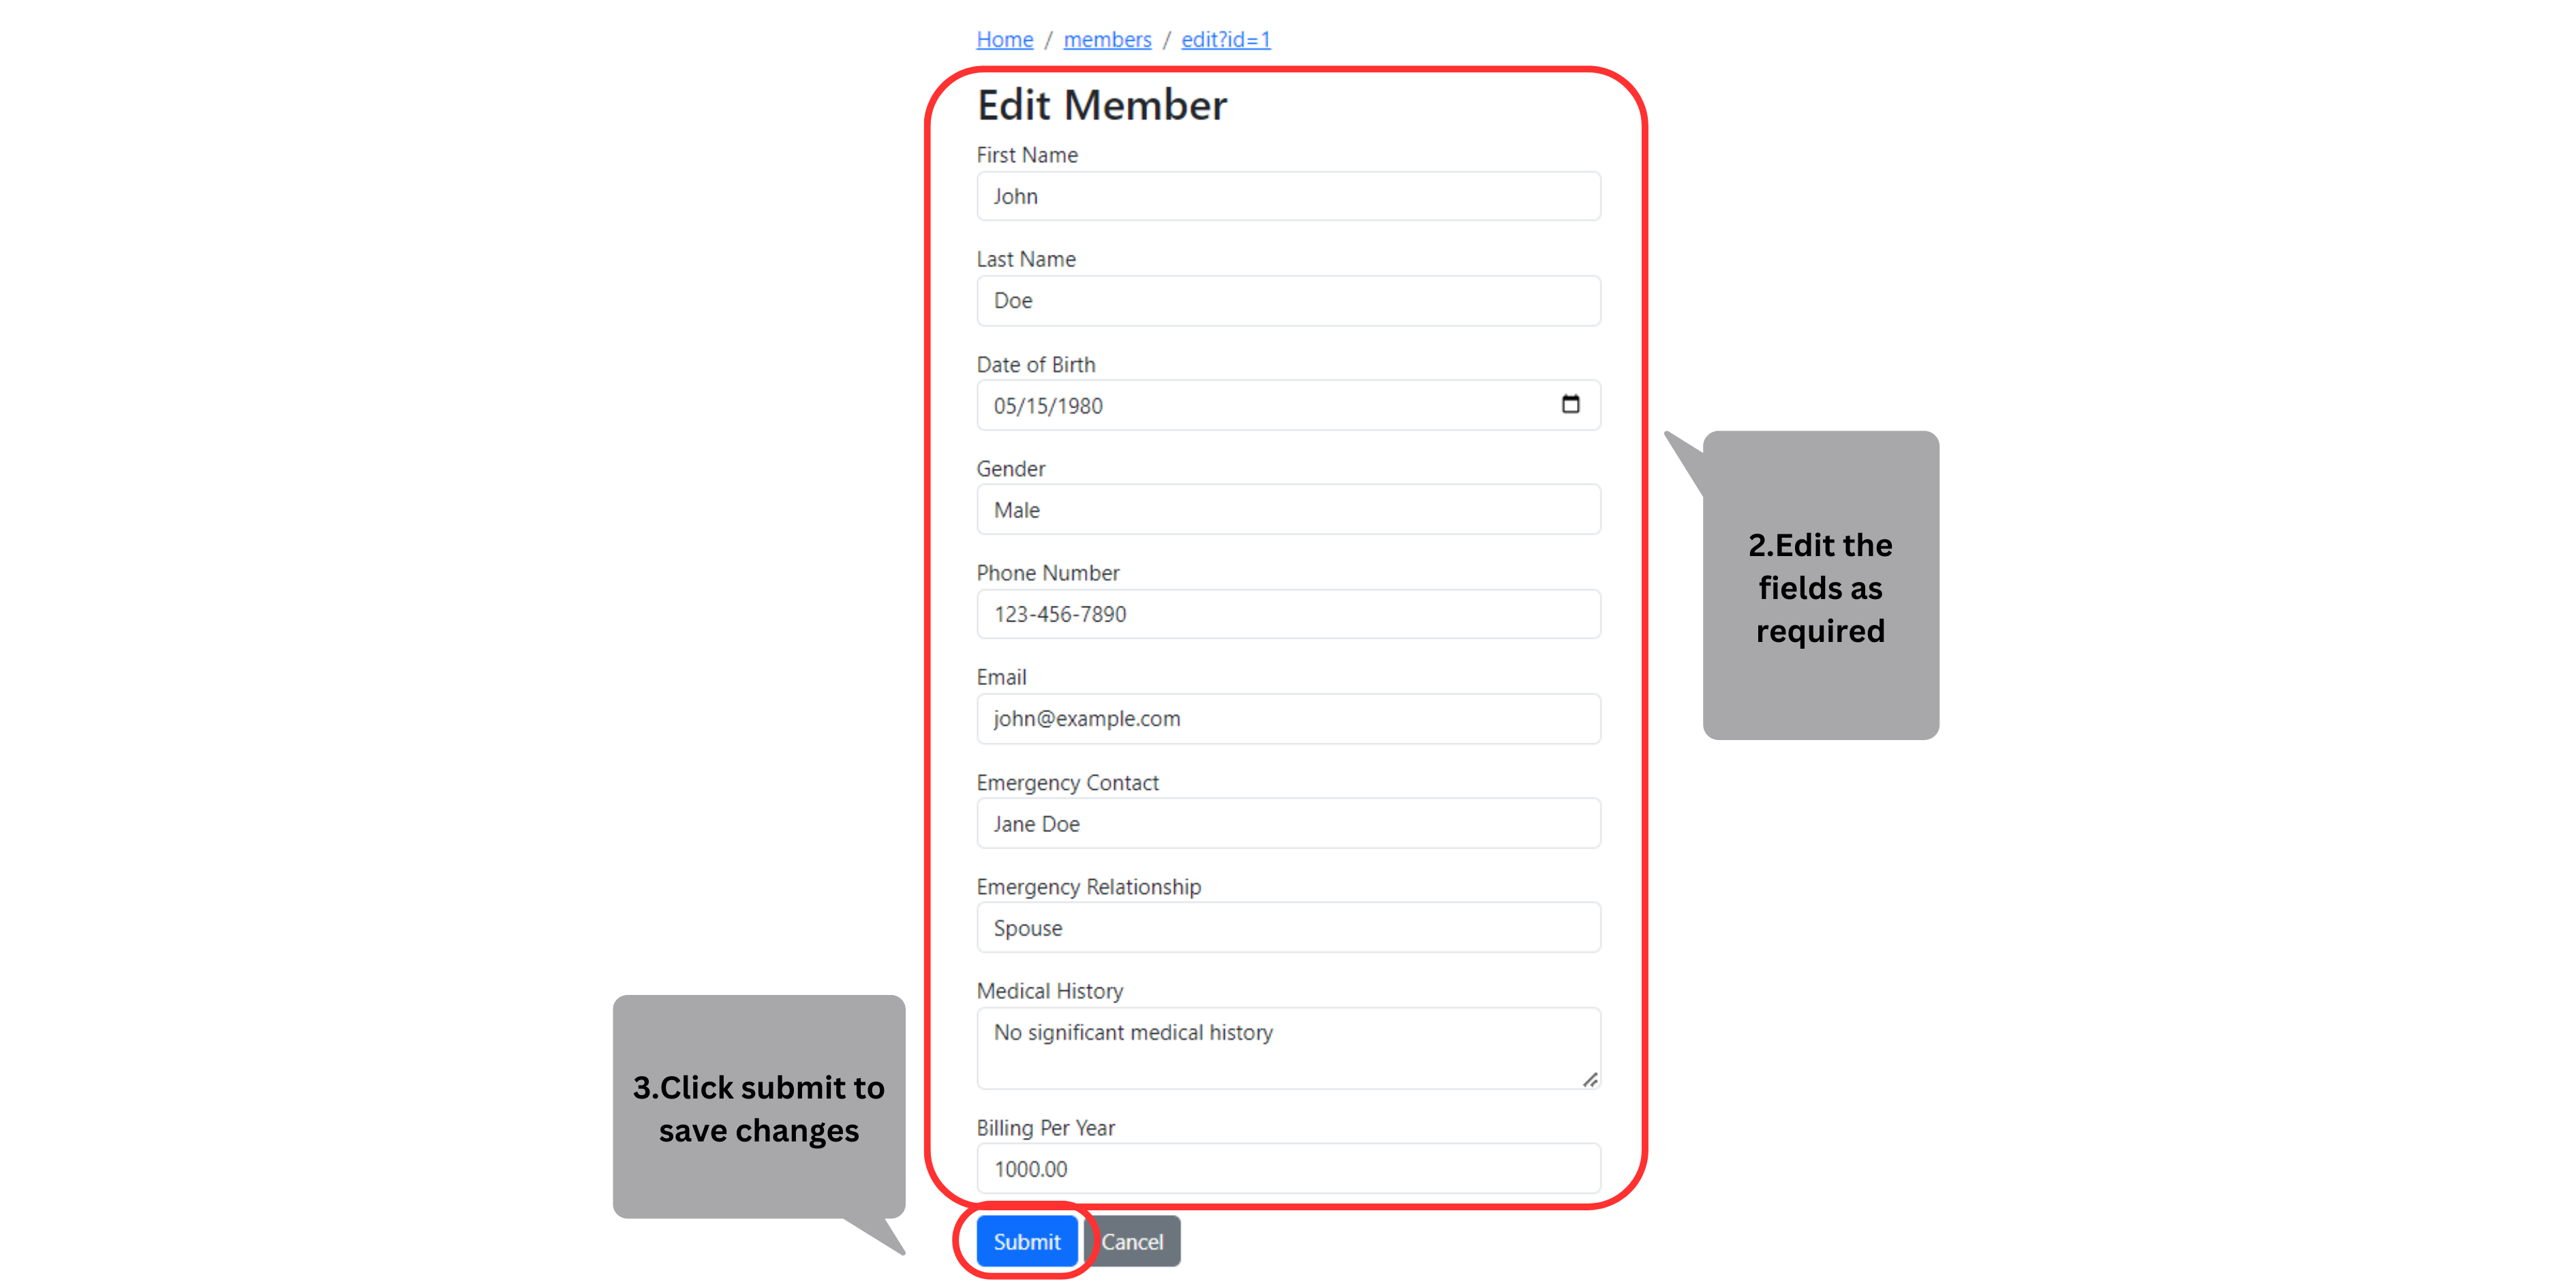 Home / members / edit?id=1
Edit Member
First Name
John
Last Name
Doe
Date of Birth
05/15/1980
Gender
Male
Phone Number
123-456-7890
Email
john@example.com
Emergency Contact
Jane Doe
Emergency Relationship
Spouse
Medical History
No significant medical history
Billing Per Year
1000.00
Submit Cancel
2.Edit the
fields as
required
3.Click submit to
save changes